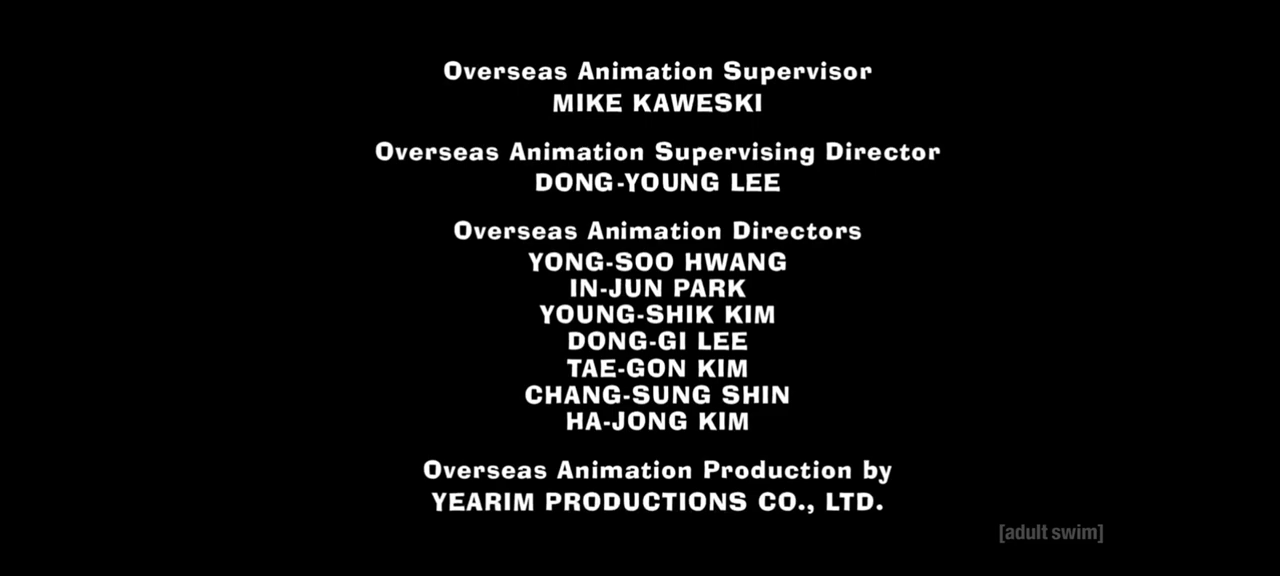 Overseas Animation Supervisor
MIKE KAWESKI
Overseas Animation Supervising Director
DONG-YOUNG LEE
Overseas Animation Directors
YONG-SOO HWANG
IN-JUN PARK
YOUNG-SHIK KIM
DONG-GI LEE
TAE-GON KIM
CHANG-SUNG SHIN
HA-JONG KIM
Overseas Animation Production by
YEARIM PRODUCTIONS CO., LTD.
[adult swim]